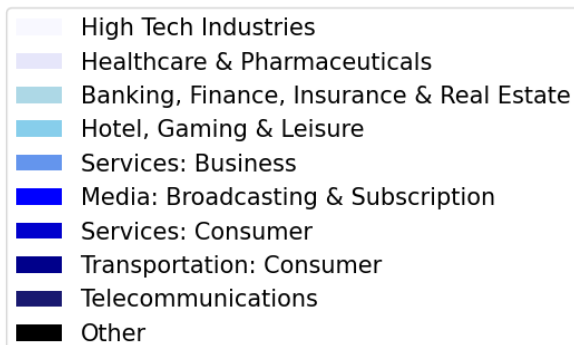 High Tech Industries
Healthcare & Pharmaceuticals
Banking, Finance, Insurance & Real Estate
Hotel, Gaming & Leisure
Services: Business
Media: Broadcasting & Subscription
Services: Consumer
Transportation: Consumer
Telecommunications
Other